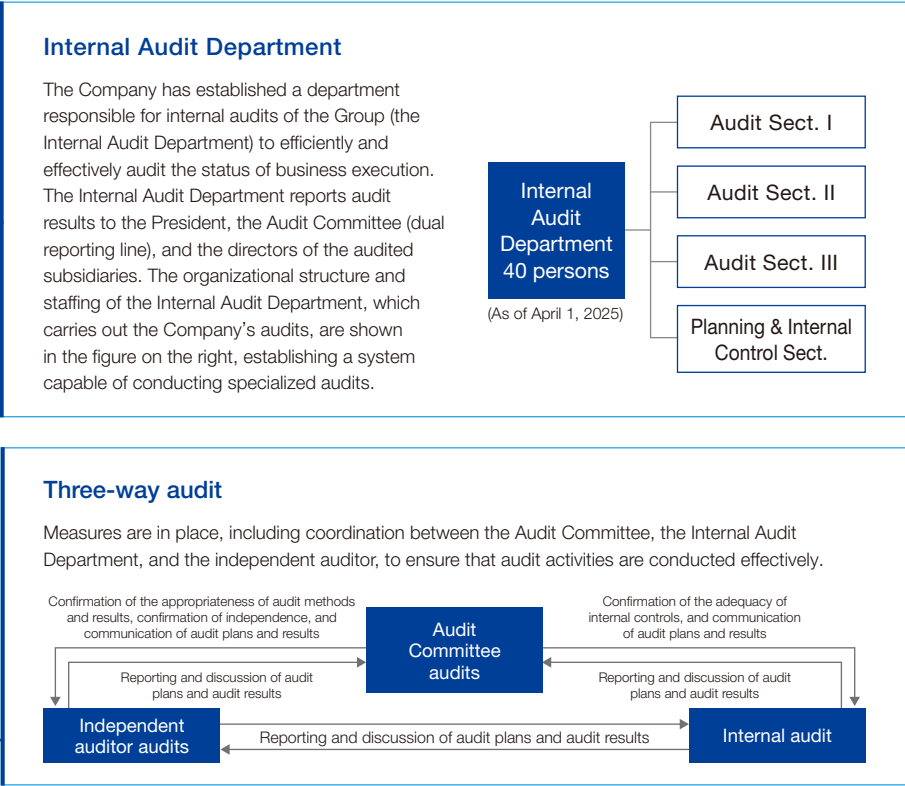 Internal Audit Department
The Company has established a department
responsible for internal audits of the Group (the
Internal Audit Department) to efficiently and
effectively audit the status of business execution.
The Internal Audit Department reports audit
results to the President, the Audit Committee (dual
reporting line), and the directors of the audited
subsidiaries. The organizational structure and
staffing of the Internal Audit Department, which
carries out the Company’s audits, are shown
in the figure on the right, establishing a system
capable of conducting specialized audits.
Internal
Audit
Department
40 persons
(As of April 1, 2025)
Audit Sect. I
Audit Sect. II
Audit Sect. III
Planning & Internal
Control Sect.
Three-way audit
Measures are in place, including coordination between the Audit Committee, the Internal Audit
Department, and the independent auditor, to ensure that audit activities are conducted effectively.
Confirmation of the appropriateness of audit methods
and results, confirmation of independence, and
communication of audit plans and results
Audit
Committee
audits
Confirmation of the adequacy of
internal controls, and communication
of audit plans and results
Reporting and discussion of audit
plans and audit results
Reporting and discussion of audit
plans and audit results
Independent
auditor audits
Reporting and discussion of audit plans and audit results
Internal audit